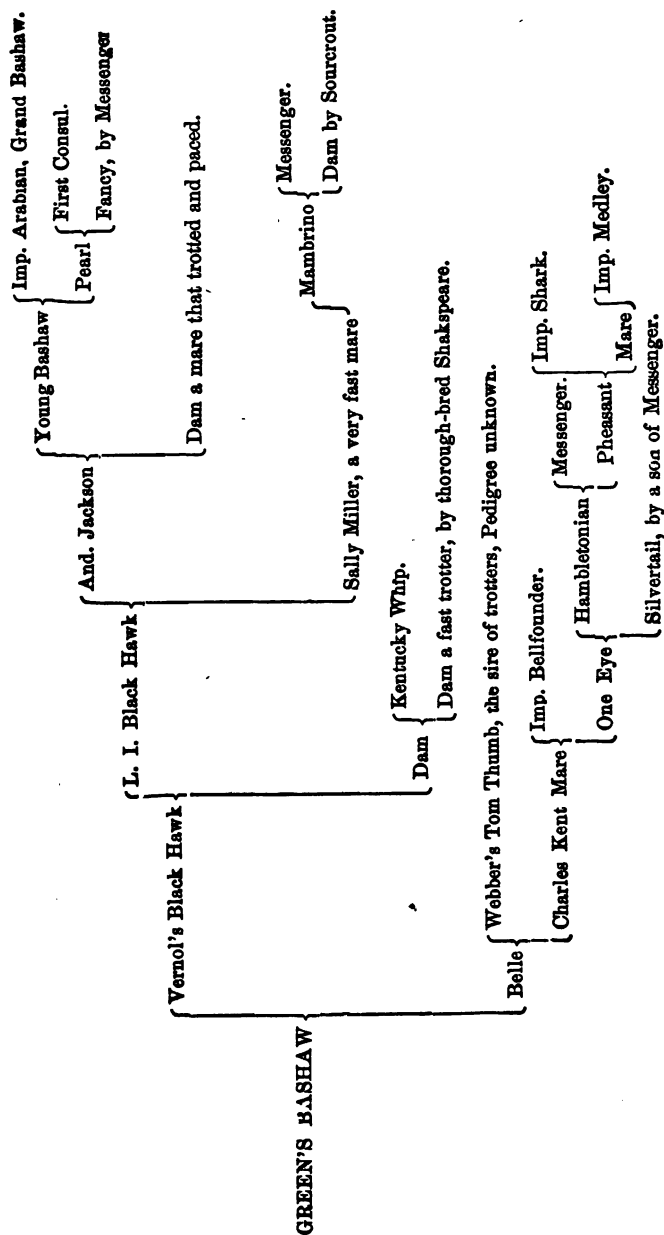 GREEN'S BASHAW
Vernol's Black Hawk
L. I. Black Hawk
And. Jackson
Young Bashaw
Imp. Arabian, Grand Bashaw.
Pearl
First Consul.
Fancy, by Messenger
Dam a mare that trotted and paced.
Sally Miller, a very fast mare
Mambrino
Messenger.
Dam by Sourcrout.
Dam
Kentucky Whip.
Dam a fast trotter, by thorough-bred Shakspeare.
Belle
Webber's Tom Thumb, the sire of trotters, Pedigree unknown.
Charles Kent Mare
Imp. Bellfounder.
One Eye
Hambletonian
Messenger.
Pheasant
Imp. Shark.
Mare
Imp. Medley.
Silvertail, by a son of Messenger.